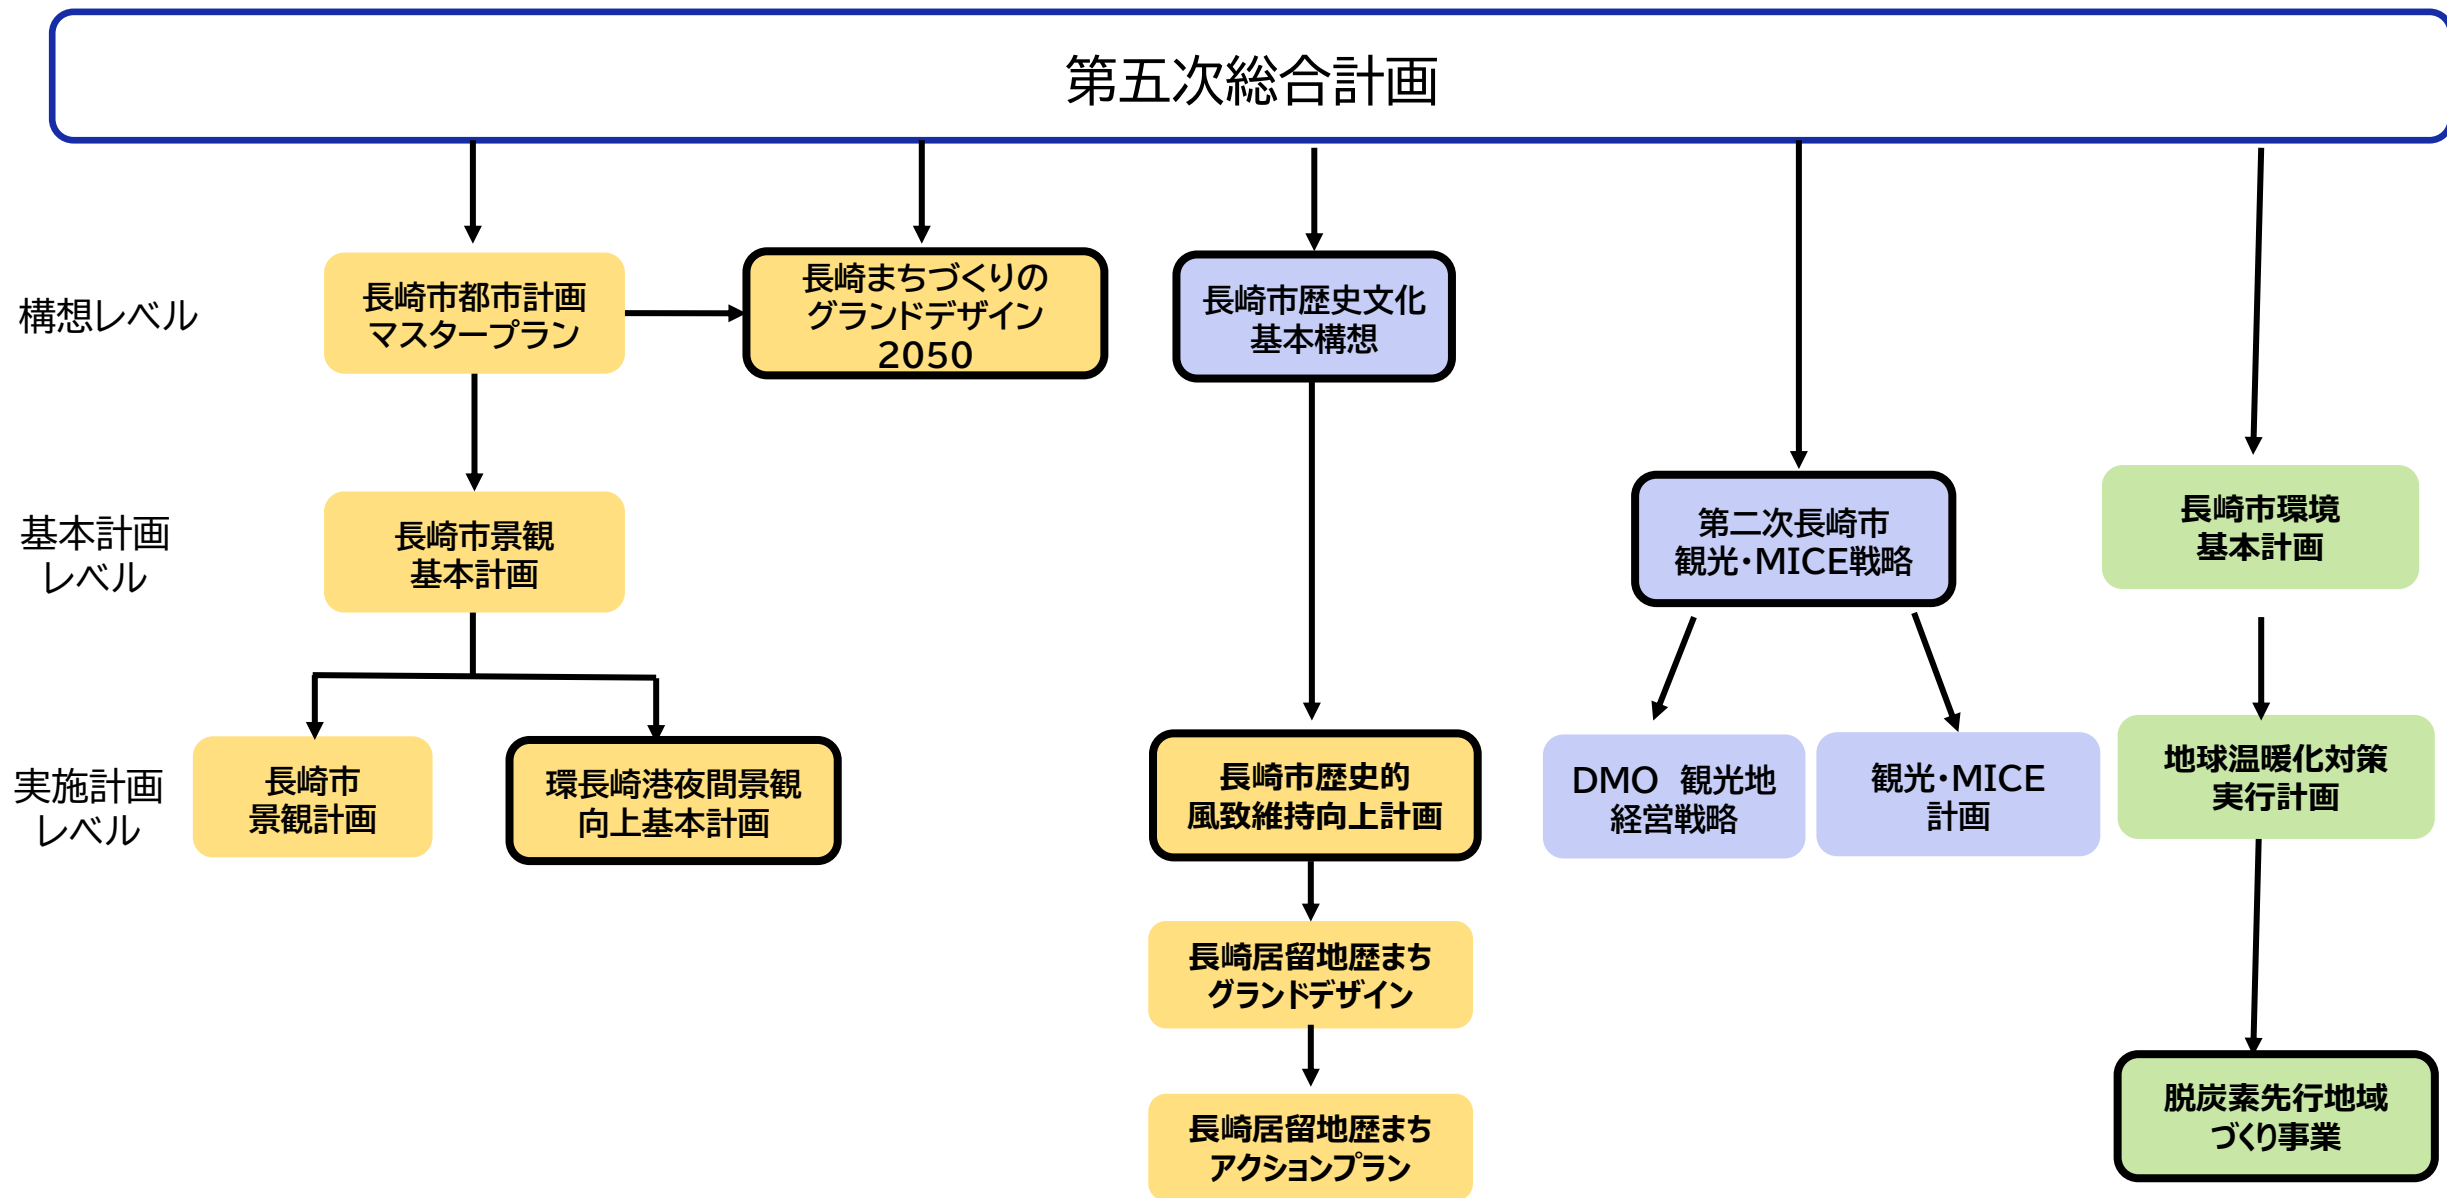 第五次総合計画
構想レベル
長崎市都市計画
マスタープラン
長崎まちづくりの
グランドデザイン
2050
長崎市歴史文化
基本構想
基本計画
レベル
長崎市景観
基本計画
第二次長崎市
観光・MICE戦略
長崎市環境
基本計画
実施計画
レベル
長崎市
景観計画
環長崎港夜間景観
向上基本計画
長崎市歴史的
風致維持向上計画
DMO　観光地
経営戦略
観光・MICE
計画
地球温暖化対策
実行計画
長崎居留地歴まち
グランドデザイン
長崎居留地歴まち
アクションプラン
脱炭素先行地域
づくり事業